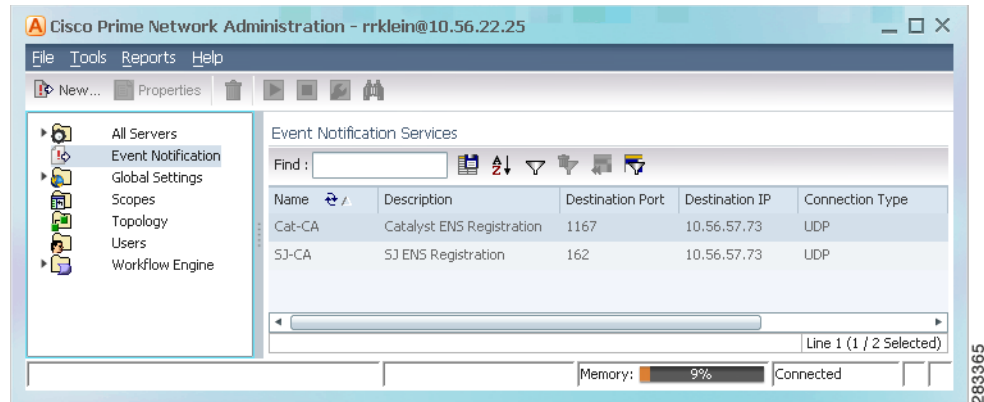 A Cisco Prime Network Administration - rrklein@10.56.22.25
File Tools Reports Help
New... Properties
All Servers
Event Notification
Global Settings
Scopes
Topology
Users
Workflow Engine
Event Notification Services
Find :
Name Description Destination Port Destination IP Connection Type
Cat-CA Catalyst ENS Registration 1167 10.56.57.73 UDP
SJ-CA SJ ENS Registration 162 10.56.57.73 UDP
Line 1 (1 / 2 Selected)
Memory: 9% Connected
283365